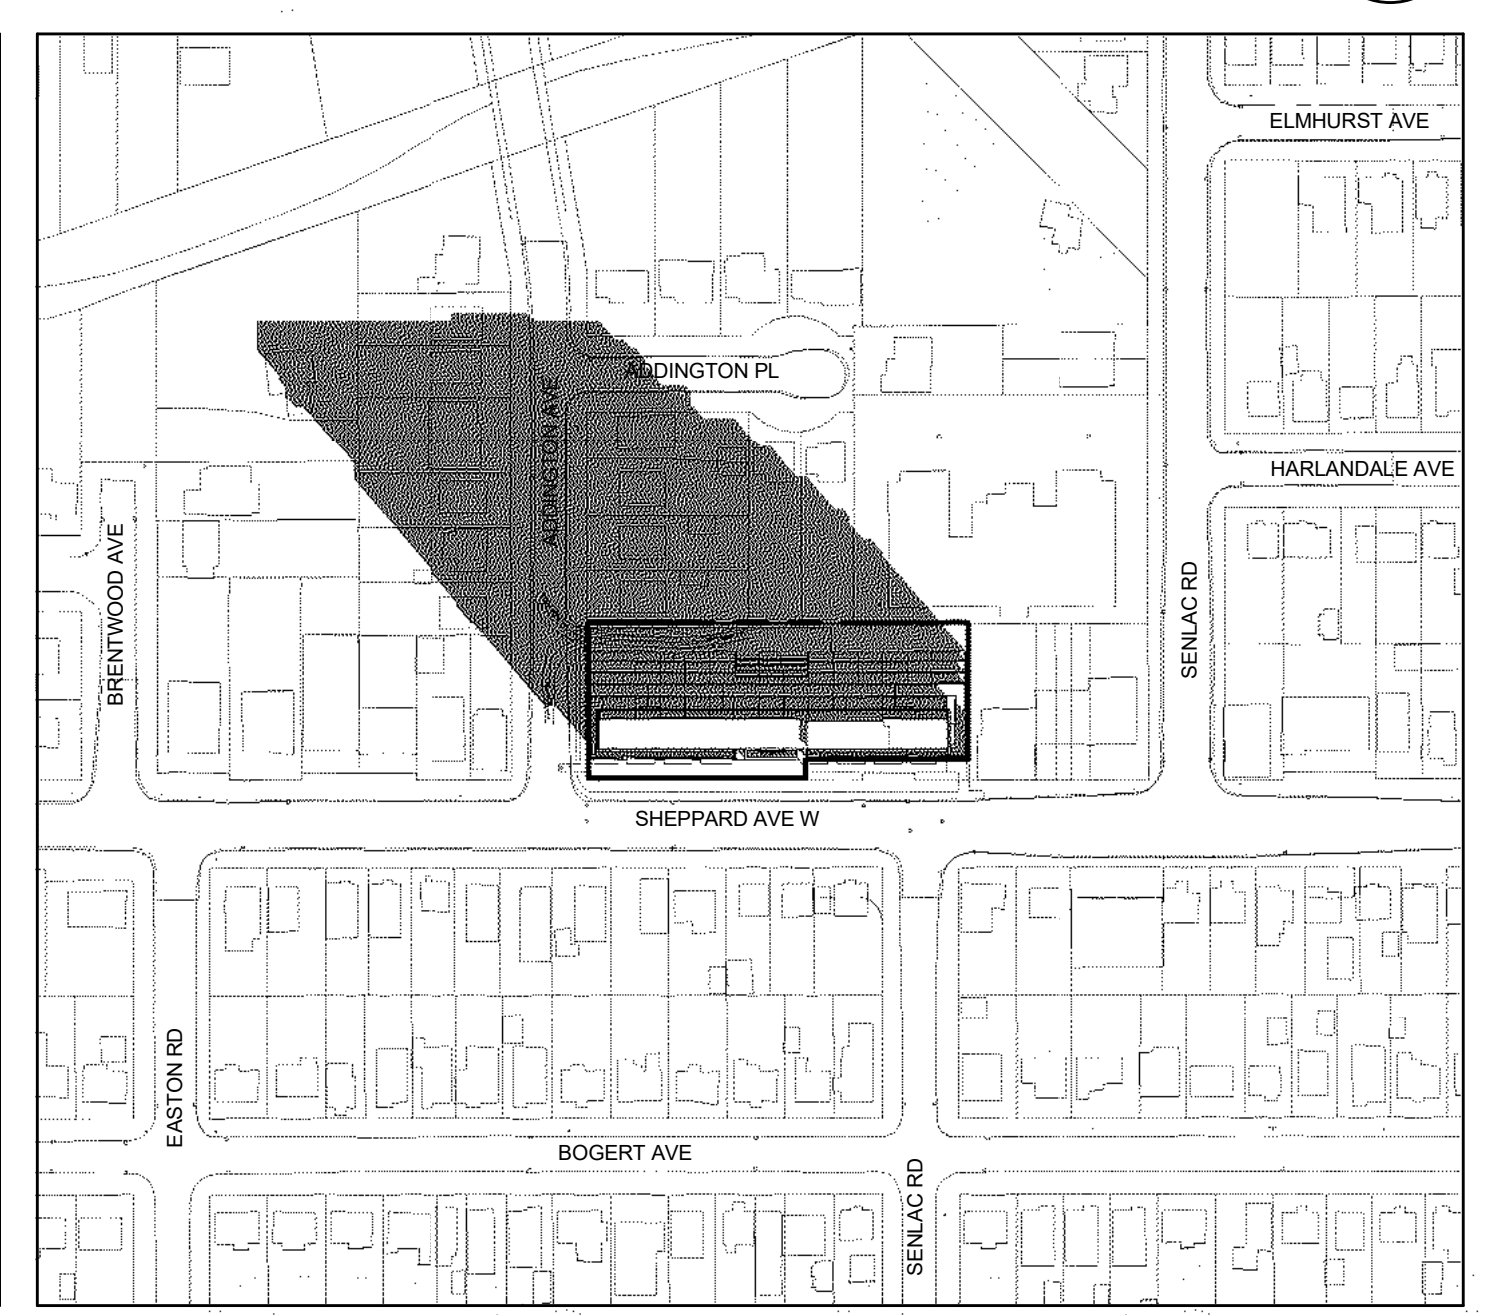 ELMHURST AVE
ADDINGTON PL
ADDINGTON AVE
HARLANDALE AVE
BRENTWOOD AVE
SENLAC RD
SHEPPARD AVE W
EASTON RD
BOGERT AVE
SENLAC RD